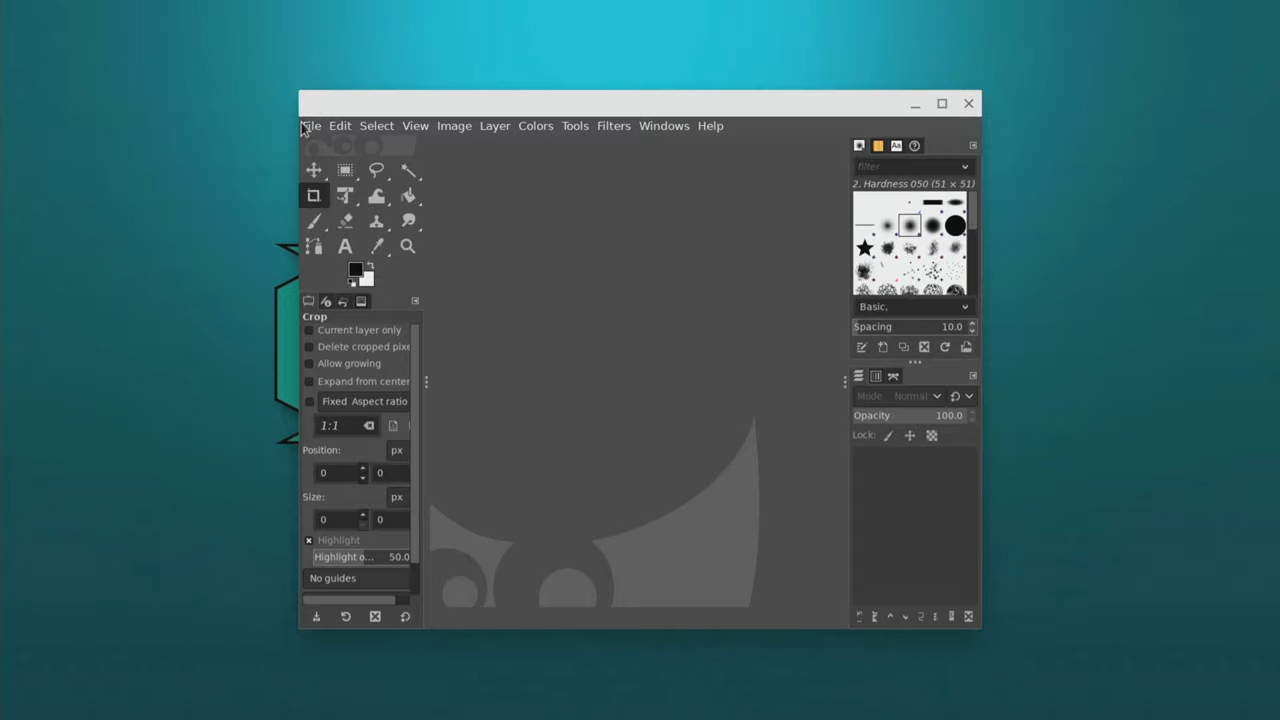 File Edit Select View Image Layer Colors Tools Filters Windows Help
Aa
filter
2. Hardness 050 (51 × 51)
A
Basic,
Spacing 10.0
Mode Normal
Opacity 100.0
Lock:
Crop
Current layer only
Delete cropped pixe
Allow growing
Expand from center
Fixed Aspect ratio
1:1
Position: px
0 0
Size: px
0 0
Highlight
Highlight o... 50.0
No guides